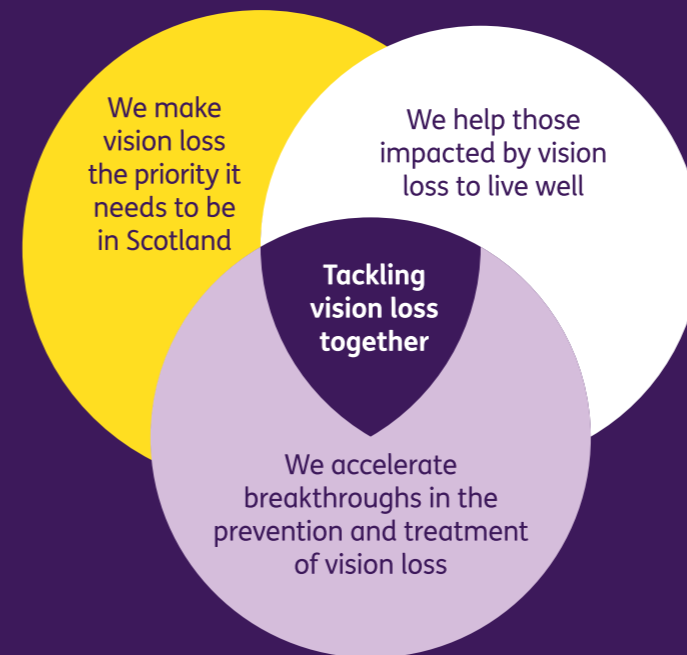 We make
vision loss
the priority it
needs to be
in Scotland
We help those
impacted by vision
loss to live well
Tackling
vision loss
together
We accelerate
breakthroughs in the
prevention and treatment
of vision loss